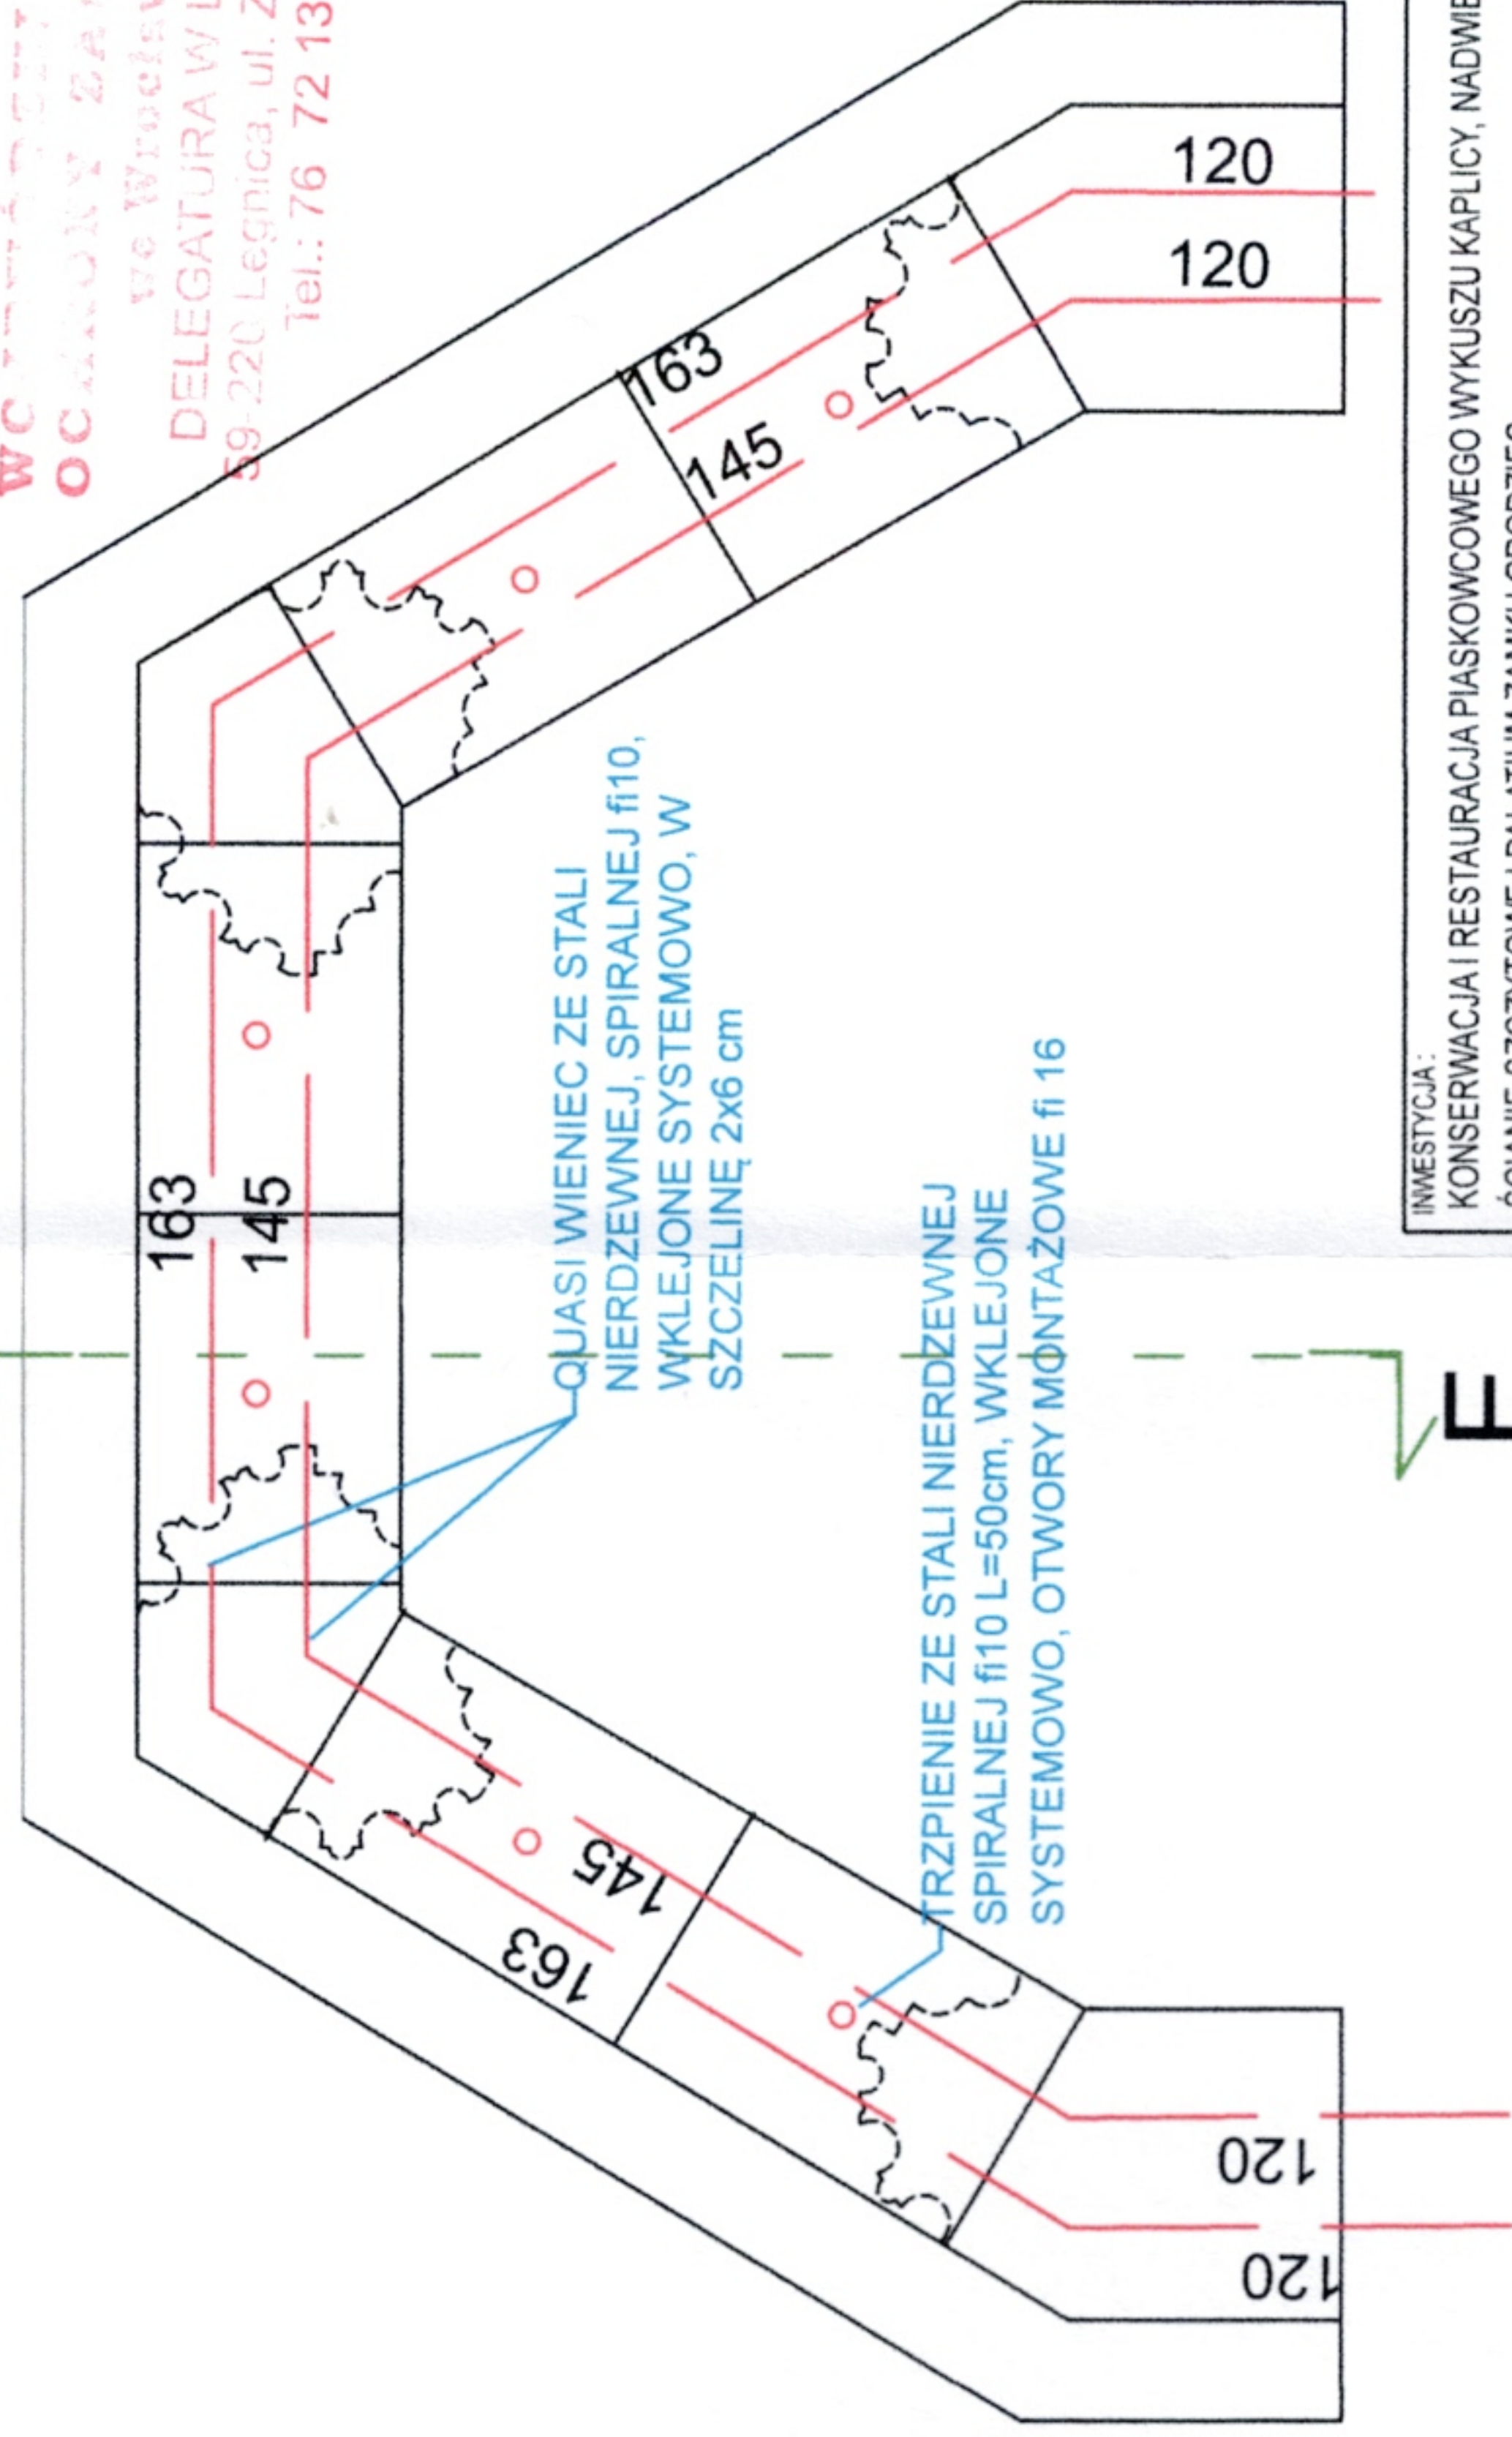 DELEGATURA W
59-220 Legnica, ul.
Tel.: 76 72 13
163
145
163
145
163
145
120
120
120
120
QUASI WIENIEC ZE STALI
NIERDZEWNEJ, SPIRALNEJ fi10,
WKLEJONE SYSTEMOWO, W
SZCZELINĘ 2x6 cm
TRZPIENIE ZE STALI NIERDZEWNEJ
SPIRALNEJ fi10 L=50cm, WKLEJONE
SYSTEMOWO, OTWORY MONTAŻOWE fi 16
F
INWESTYCJA :
KONSERWACJA I RESTAURACJA PIASKOWCOWEGO WYKUSZU KAPLICY,